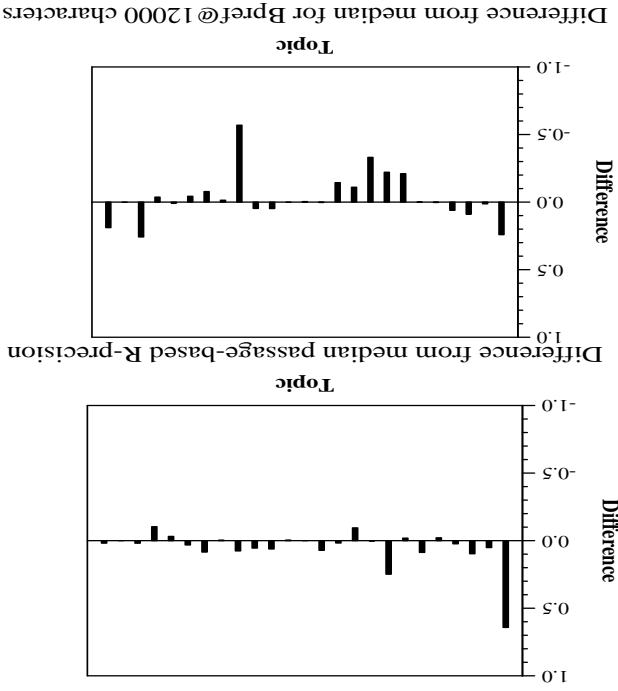 1.0
0.5
0.0
-0.5
-1.0
Difference
Topic
Difference from median passage-based R-precision
1.0
0.5
0.0
-0.5
-1.0
Difference
Topic
Difference from median for Bpref@12000 characters